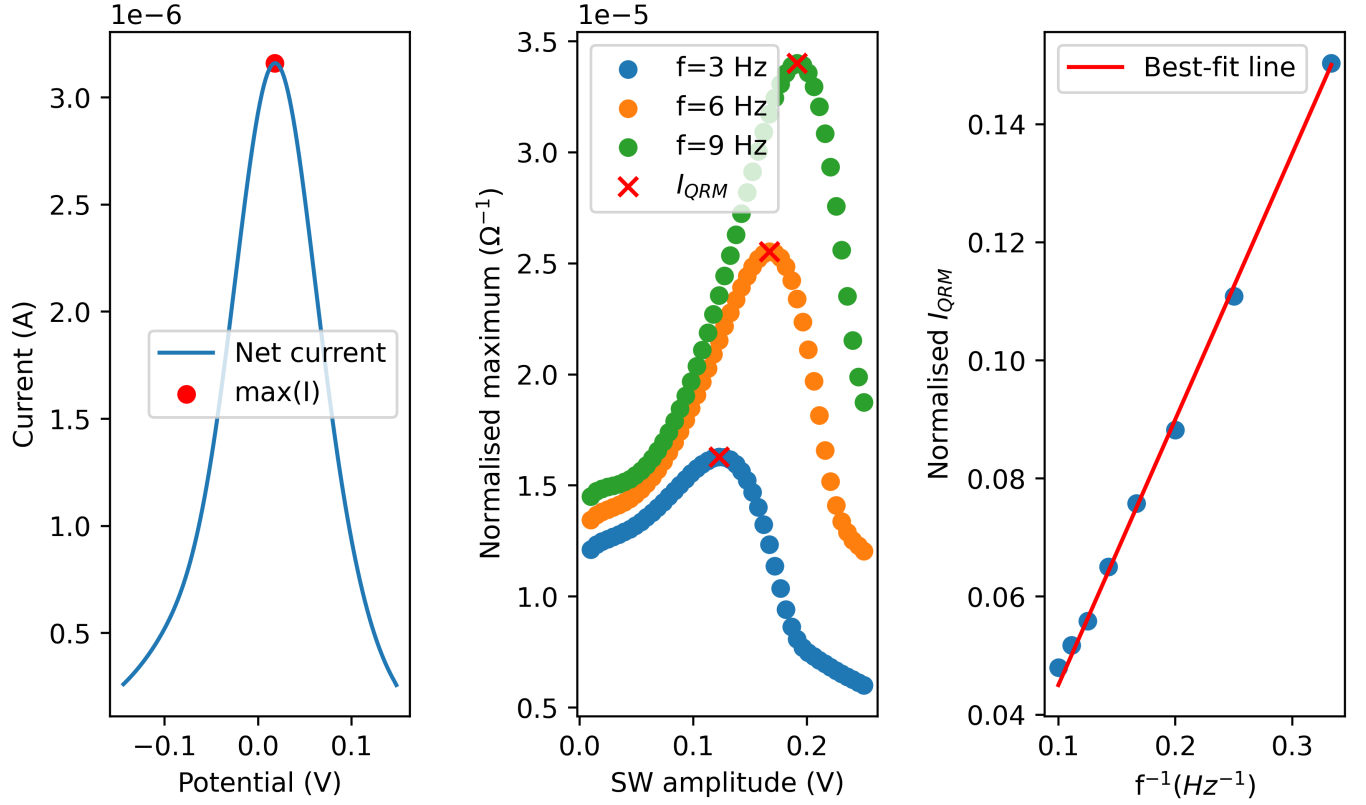 1e−6
3.0
2.5
2.0
1.5
1.0
0.5
−0.1
0.0
0.1
Current (A)
Potential (V)
Net current
max(I)
1e−5
3.5
3.0
2.5
2.0
1.5
1.0
0.5
0.0
0.1
0.2
Normalised maximum (Ω⁻¹)
SW amplitude (V)
f=3 Hz
f=6 Hz
f=9 Hz
I_QRM
0.14
0.12
0.10
0.08
0.06
0.04
0.1
0.2
0.3
Normalised I_QRM
f⁻¹(Hz⁻¹)
Best-fit line